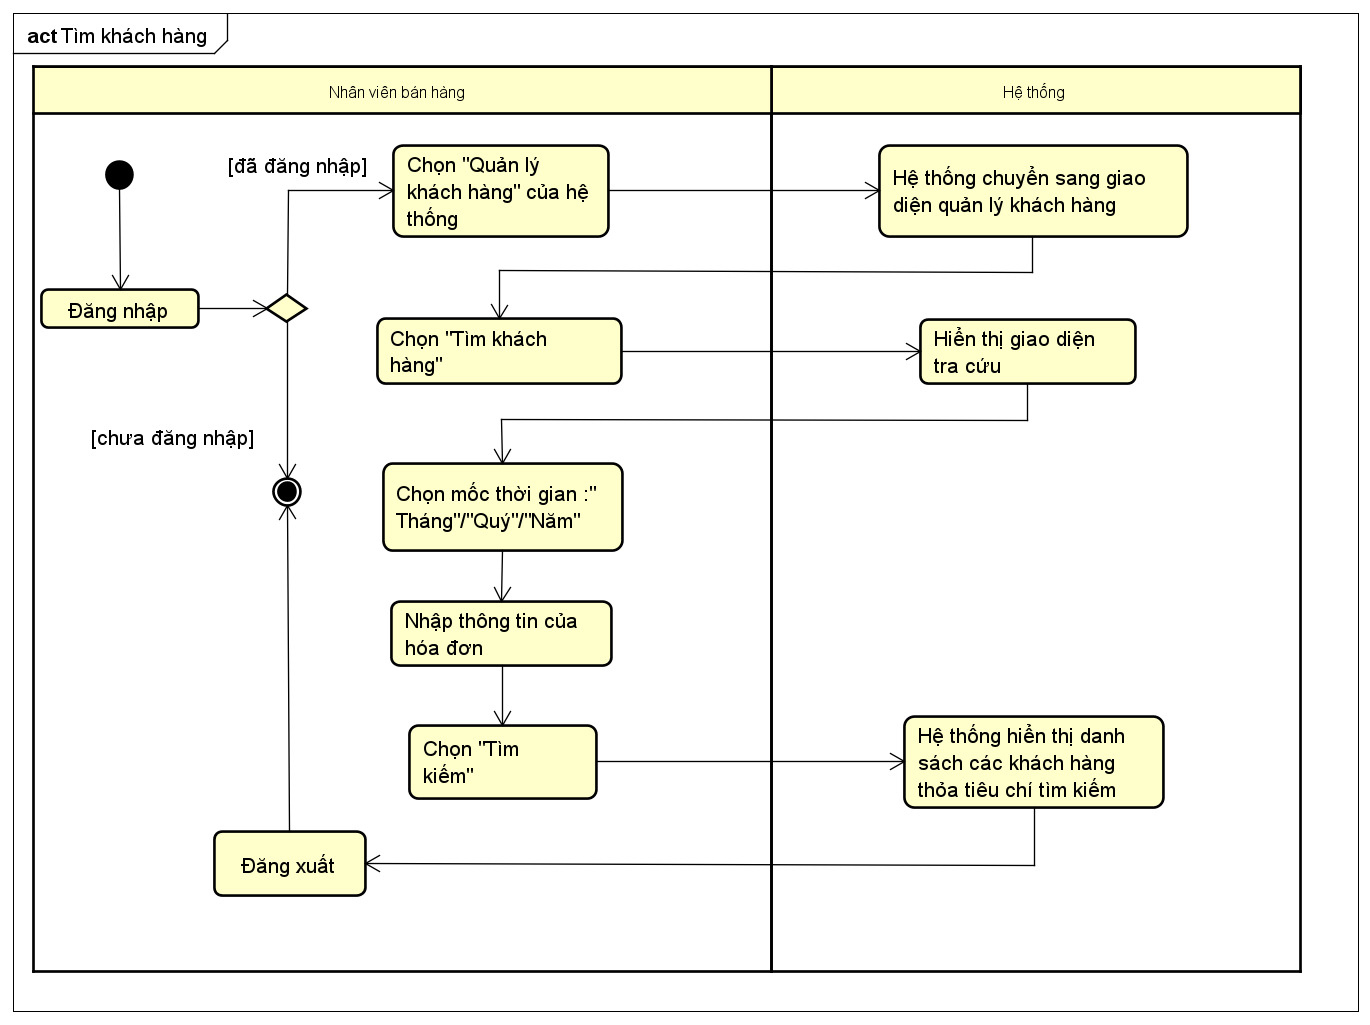 act Tìm khách hàng
Nhân viên bán hàng
Hệ thống
[đã đăng nhập]
Chọn "Quản lý
khách hàng" của hệ
thống
Hệ thống chuyển sang giao
diện quản lý khách hàng
Đăng nhập
Chọn "Tìm khách
hàng"
Hiển thị giao diện
tra cứu
[chưa đăng nhập]
Chọn mốc thời gian :"
Tháng"/"Quý"/"Năm"
Nhập thông tin của
hóa đơn
Chọn "Tìm
kiếm"
Hệ thống hiển thị danh
sách các khách hàng
thỏa tiêu chí tìm kiếm
Đăng xuất